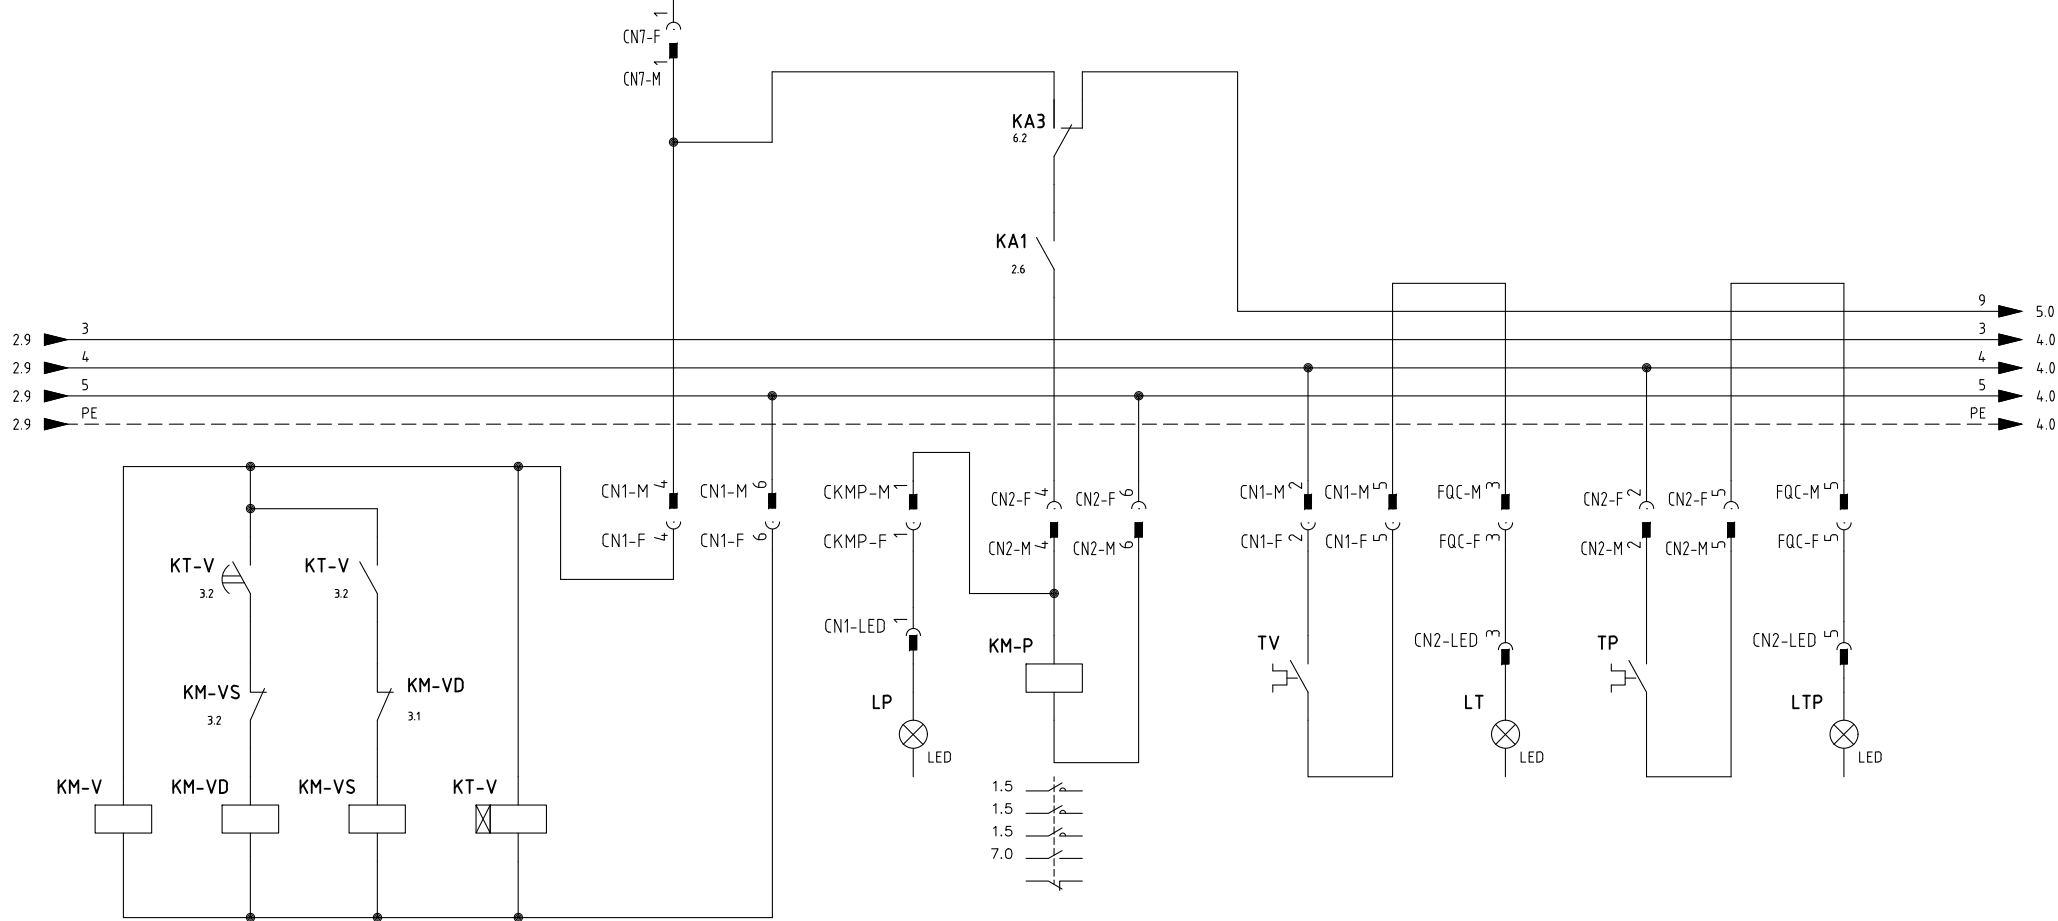 1
CN7-F
1
CN7-M
KA3
6.2
KA1
2.6
9 5.0
2.9 3 3 4.0
2.9 4 4 4.0
2.9 5 5 4.0
2.9 PE PE 4.0
CN1-M 4 CN1-M 6 CKMP-M 1 CN2-F 4 CN2-F 6 CN1-M 2 CN1-M 5 FQC-M 3 CN2-F 2 CN2-F 5 FQC-M 5
CN1-F 4 CN1-F 6 CKMP-F 1 CN2-M 4 CN2-M 6 CN1-F 2 CN1-F 5 FQC-F 3 CN2-M 2 CN2-M 5 FQC-F 5
KT-V KT-V
3.2 3.2
CN1-LED 1 CN2-LED 3 CN2-LED 5
KM-P TV TP
KM-VS KM-VD
3.2 3.1
LP LT LTP
LED LED LED
KM-V KM-VD KM-VS KT-V
1.5
1.5
1.5
7.0